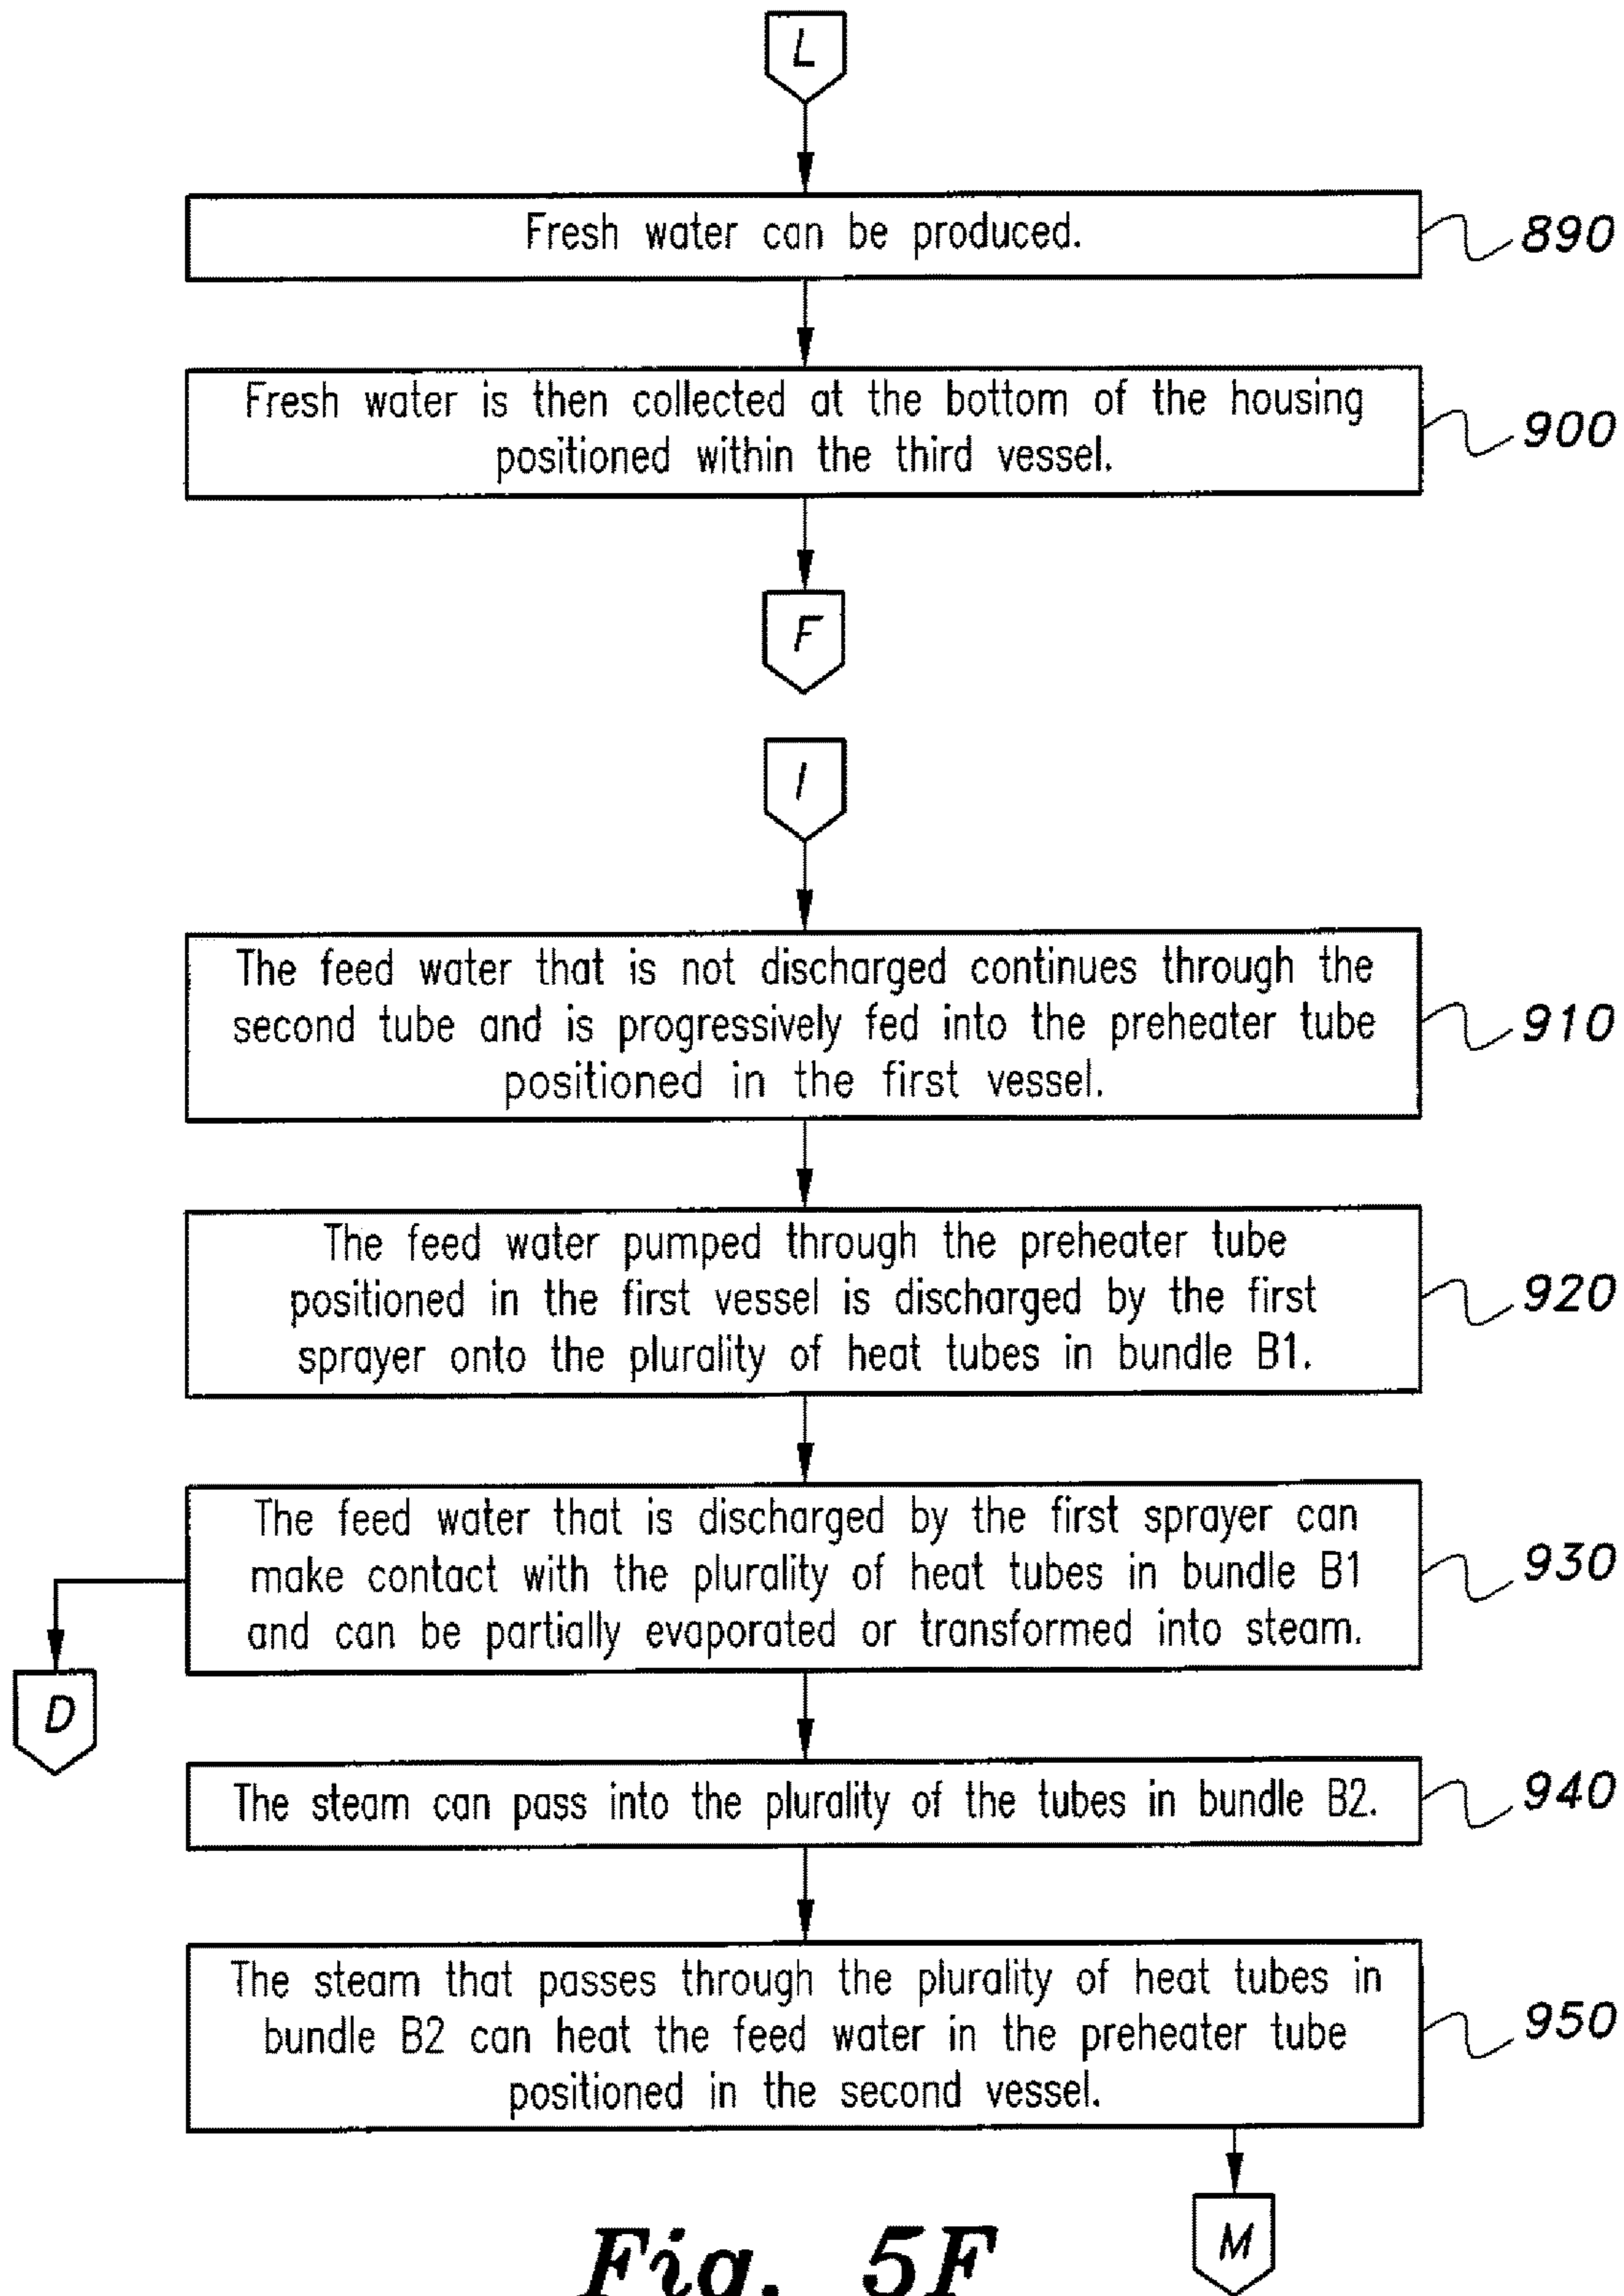 L
Fresh water can be produced.
890
Fresh water is then collected at the bottom of the housing
positioned within the third vessel.
900
F
I
The feed water that is not discharged continues through the
second tube and is progressively fed into the preheater tube
positioned in the first vessel.
910
The feed water pumped through the preheater tube
positioned in the first vessel is discharged by the first
sprayer onto the plurality of heat tubes in bundle B1.
920
The feed water that is discharged by the first sprayer can
make contact with the plurality of heat tubes in bundle B1
and can be partially evaporated or transformed into steam.
930
D
The steam can pass into the plurality of the tubes in bundle B2.
940
The steam that passes through the plurality of heat tubes in
bundle B2 can heat the feed water in the preheater tube
positioned in the second vessel.
950
M
Fig. 5F